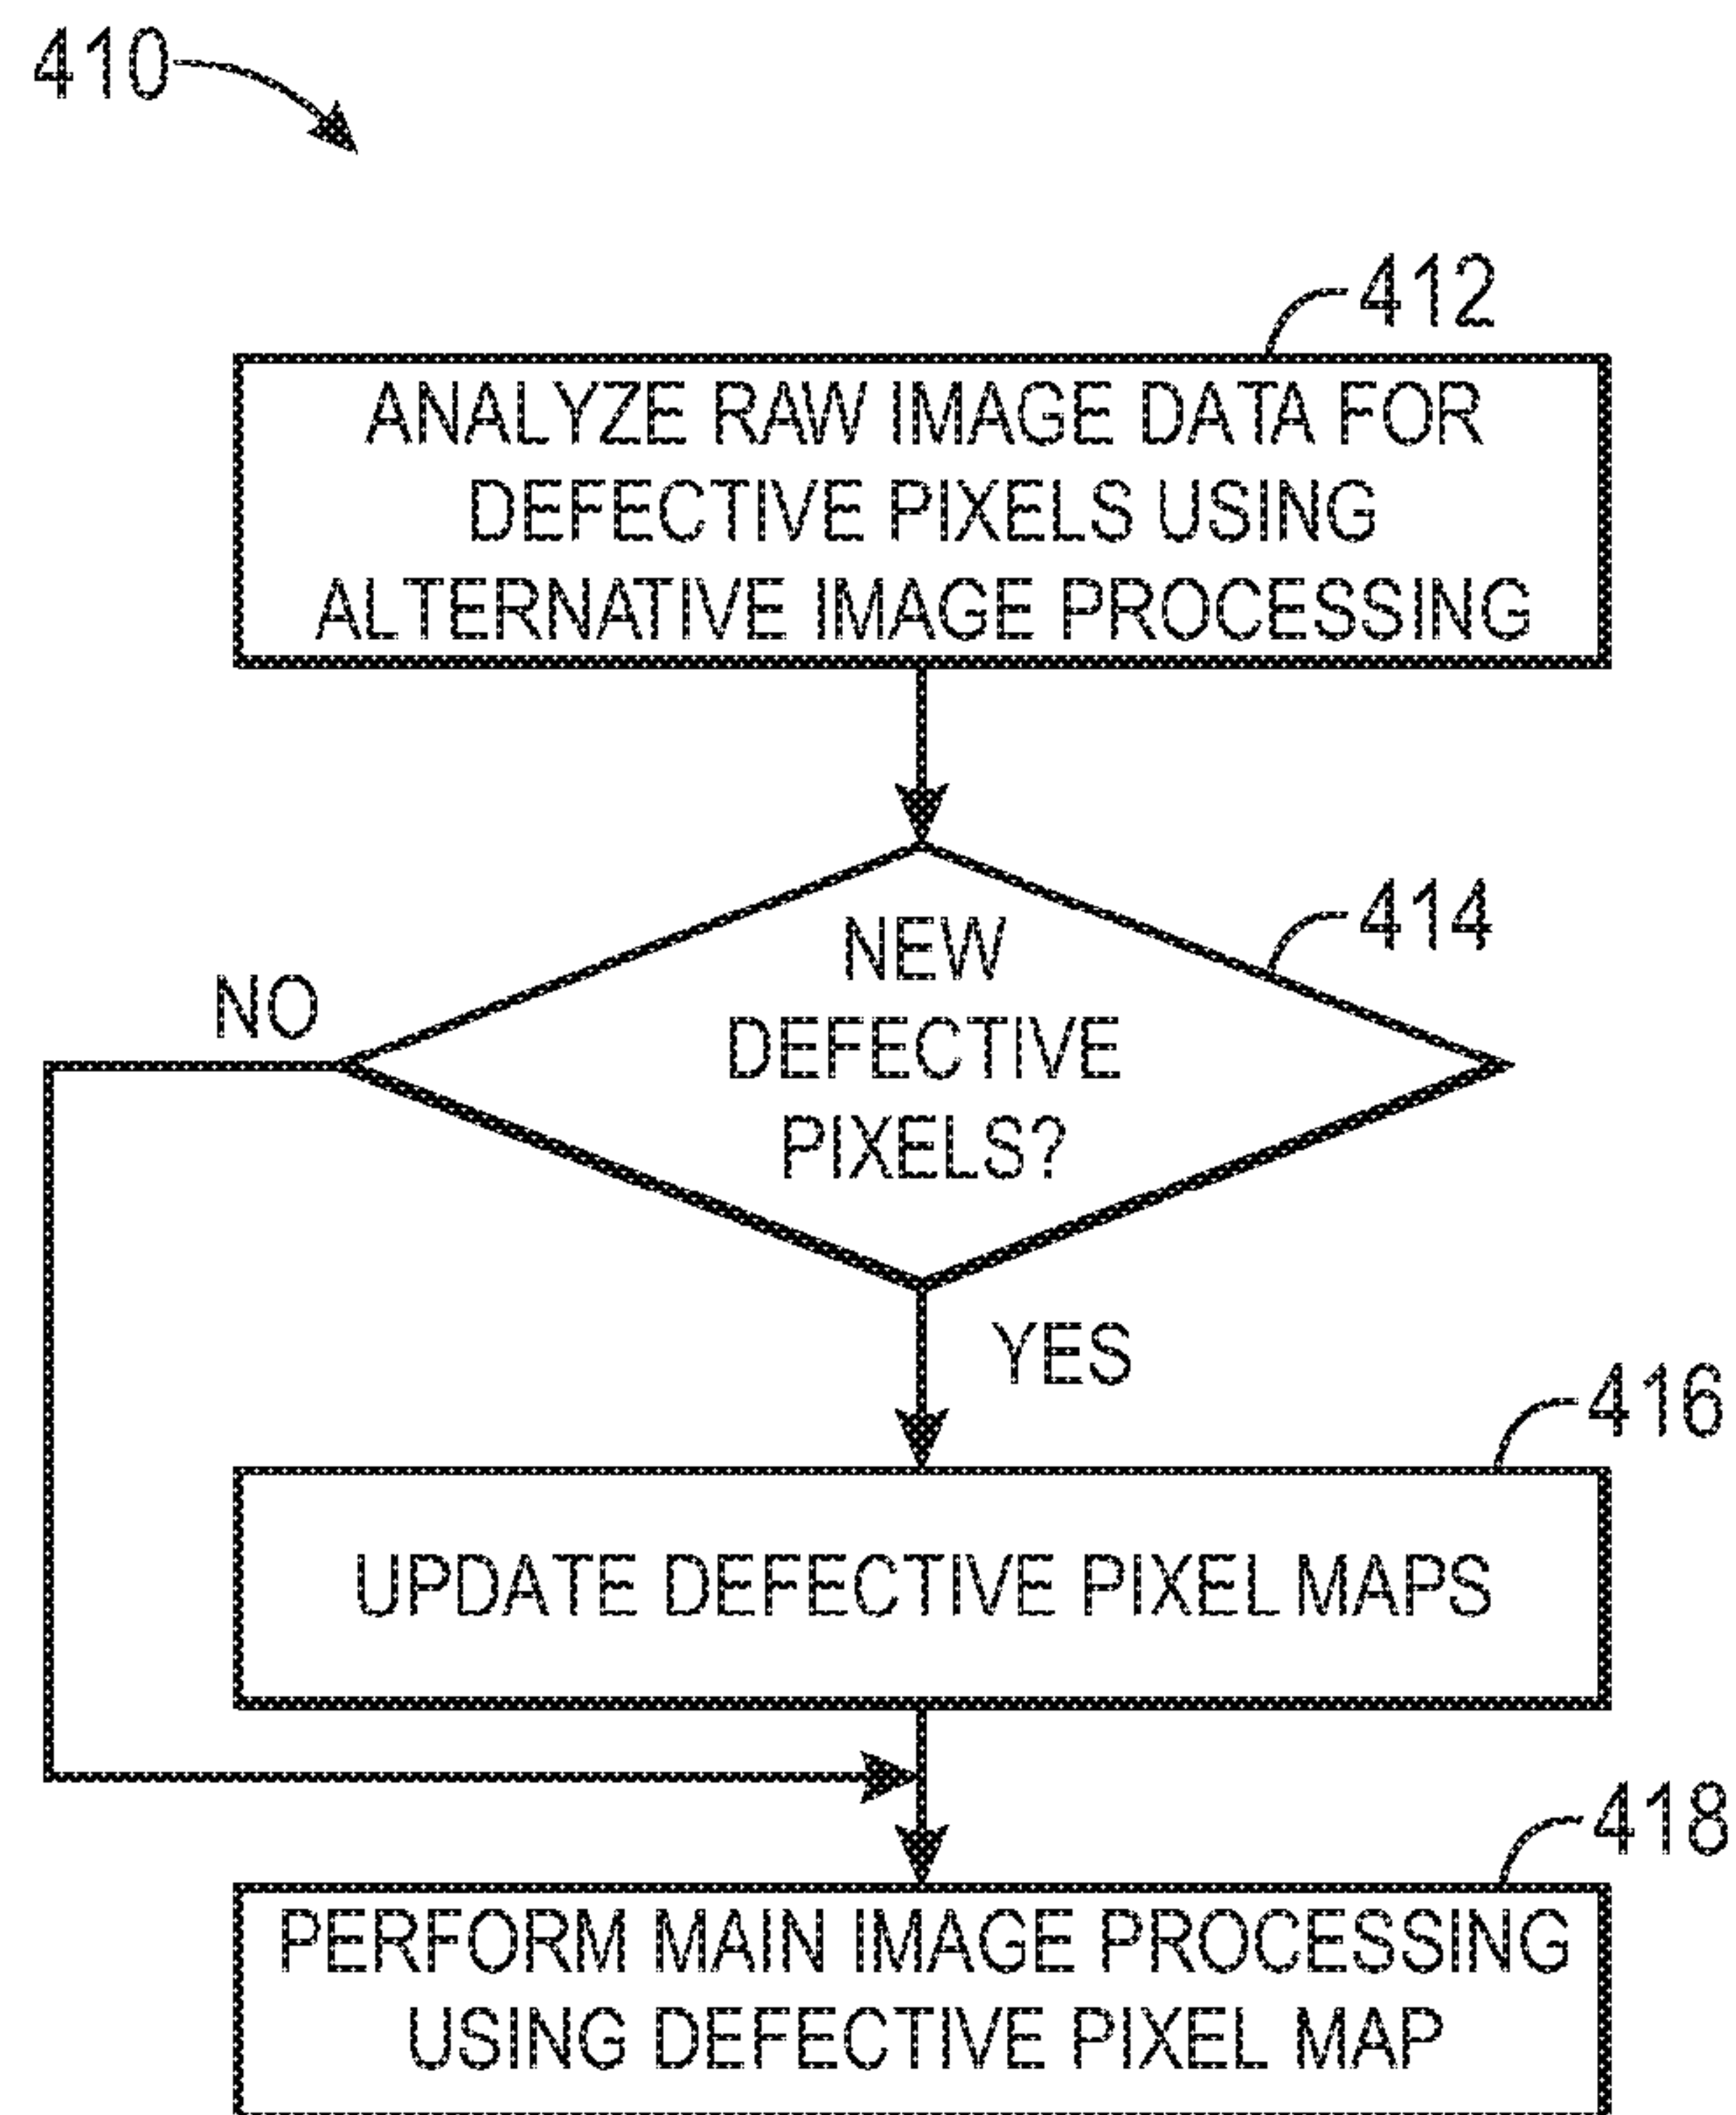 410
412
ANALYZE RAW IMAGE DATA FOR
DEFECTIVE PIXELS USING
ALTERNATIVE IMAGE PROCESSING
414
NEW
DEFECTIVE
PIXELS?
NO
YES
416
UPDATE DEFECTIVE PIXEL MAPS
418
PERFORM MAIN IMAGE PROCESSING
USING DEFECTIVE PIXEL MAP